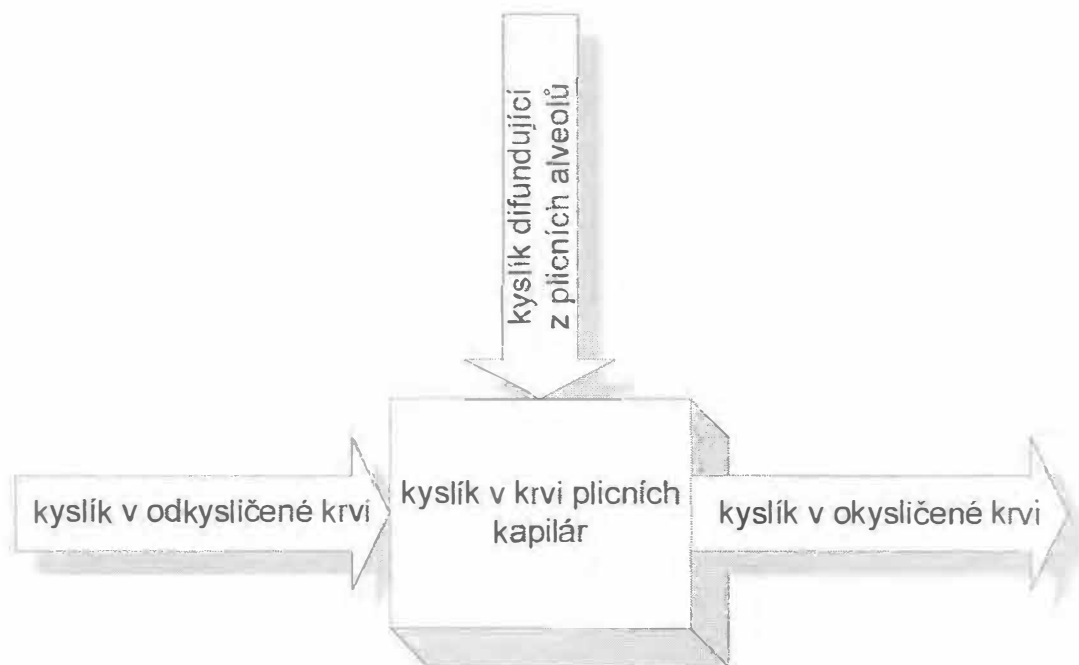 kyslík difundující
z plicních alveolů
kyslík v odkysličené krvi
kyslík v krvi plicních
kapilár
kyslík v okysličené krvi